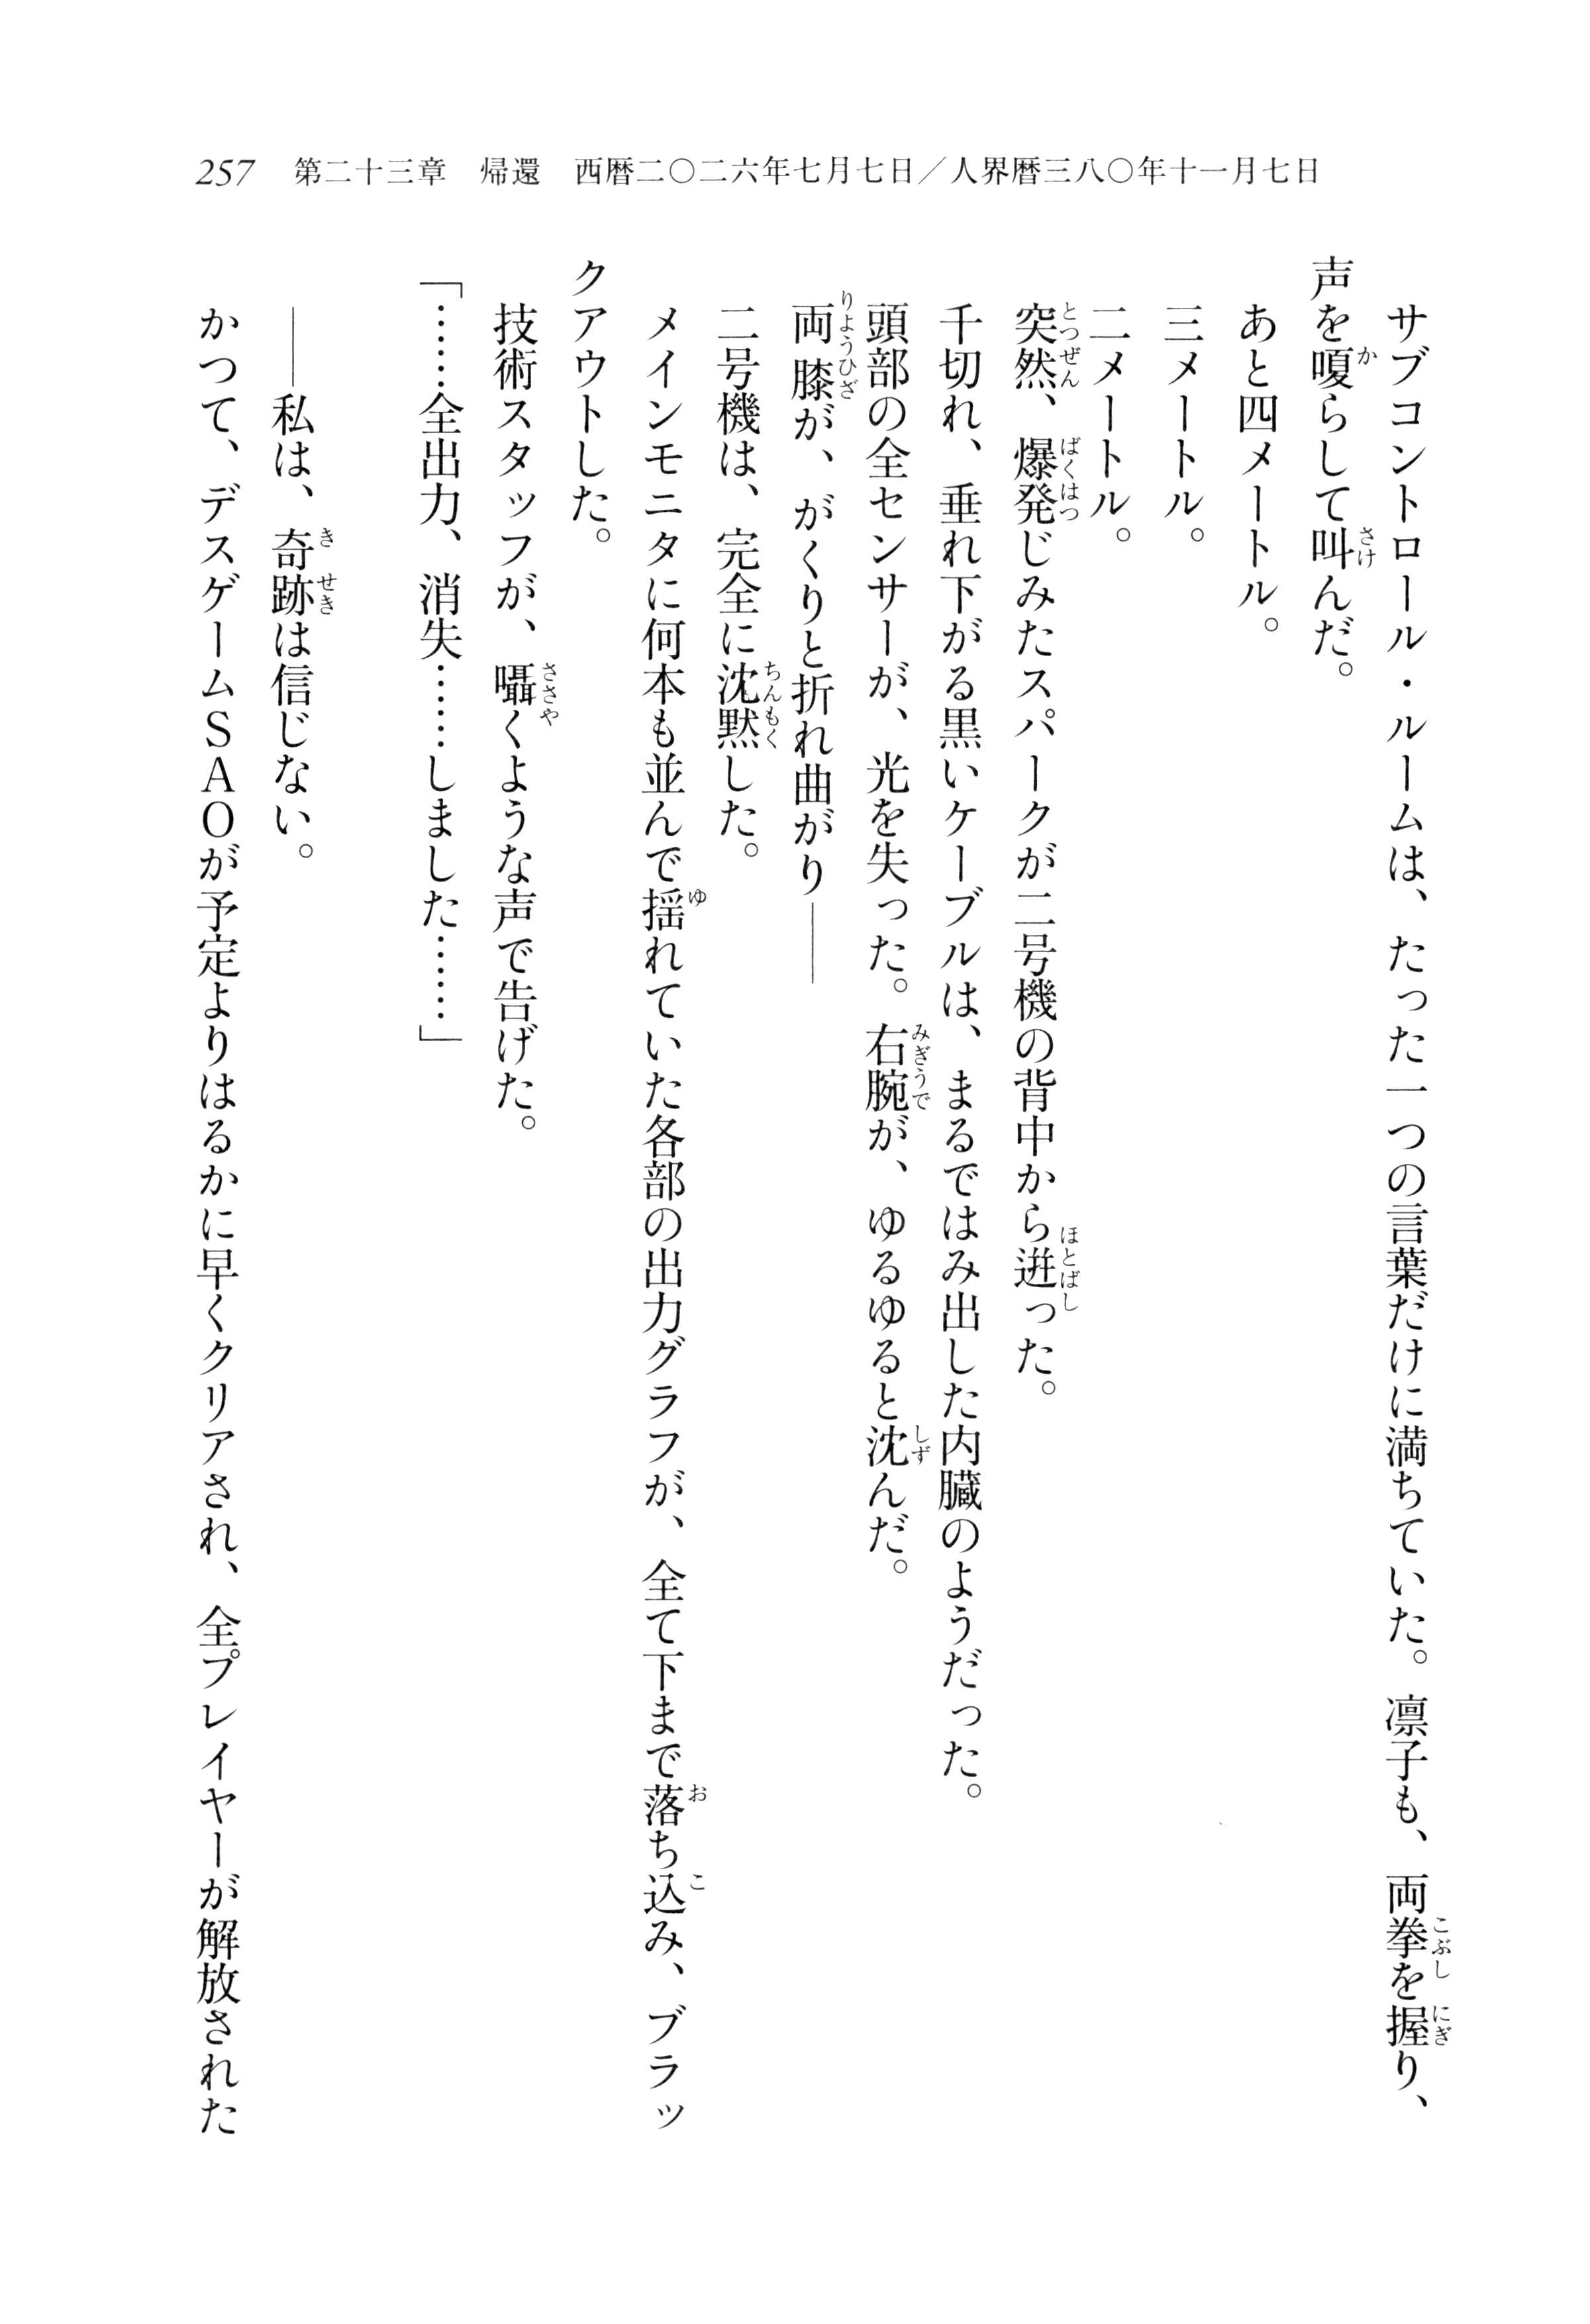 257　第二十三章　帰還　西暦二〇二六年七月七日／人界暦三八〇年十一月七日
　サブコントロール・ルームは、たった一つの言葉だけに満ちていた。凛子も、両拳を握り、
声を嗄らして叫んだ。
　あと四メートル。
　三メートル。
　二メートル。
　突然、爆発じみたスパークが二号機の背中から迸った。
　千切れ、垂れ下がる黒いケーブルは、まるではみ出した内臓のようだった。
　頭部の全センサーが、光を失った。右腕が、ゆるゆると沈んだ。
　両膝が、がくりと折れ曲がり――
　二号機は、完全に沈黙した。
　メインモニタに何本も並んで揺れていた各部の出力グラフが、全て下まで落ち込み、ブラッ
クアウトした。
　技術スタッフが、囁くような声で告げた。
「……全出力、消失……しました……」
　――私は、奇跡は信じない。
　かつて、デスゲームＳＡＯが予定よりはるかに早くクリアされ、全プレイヤーが解放された